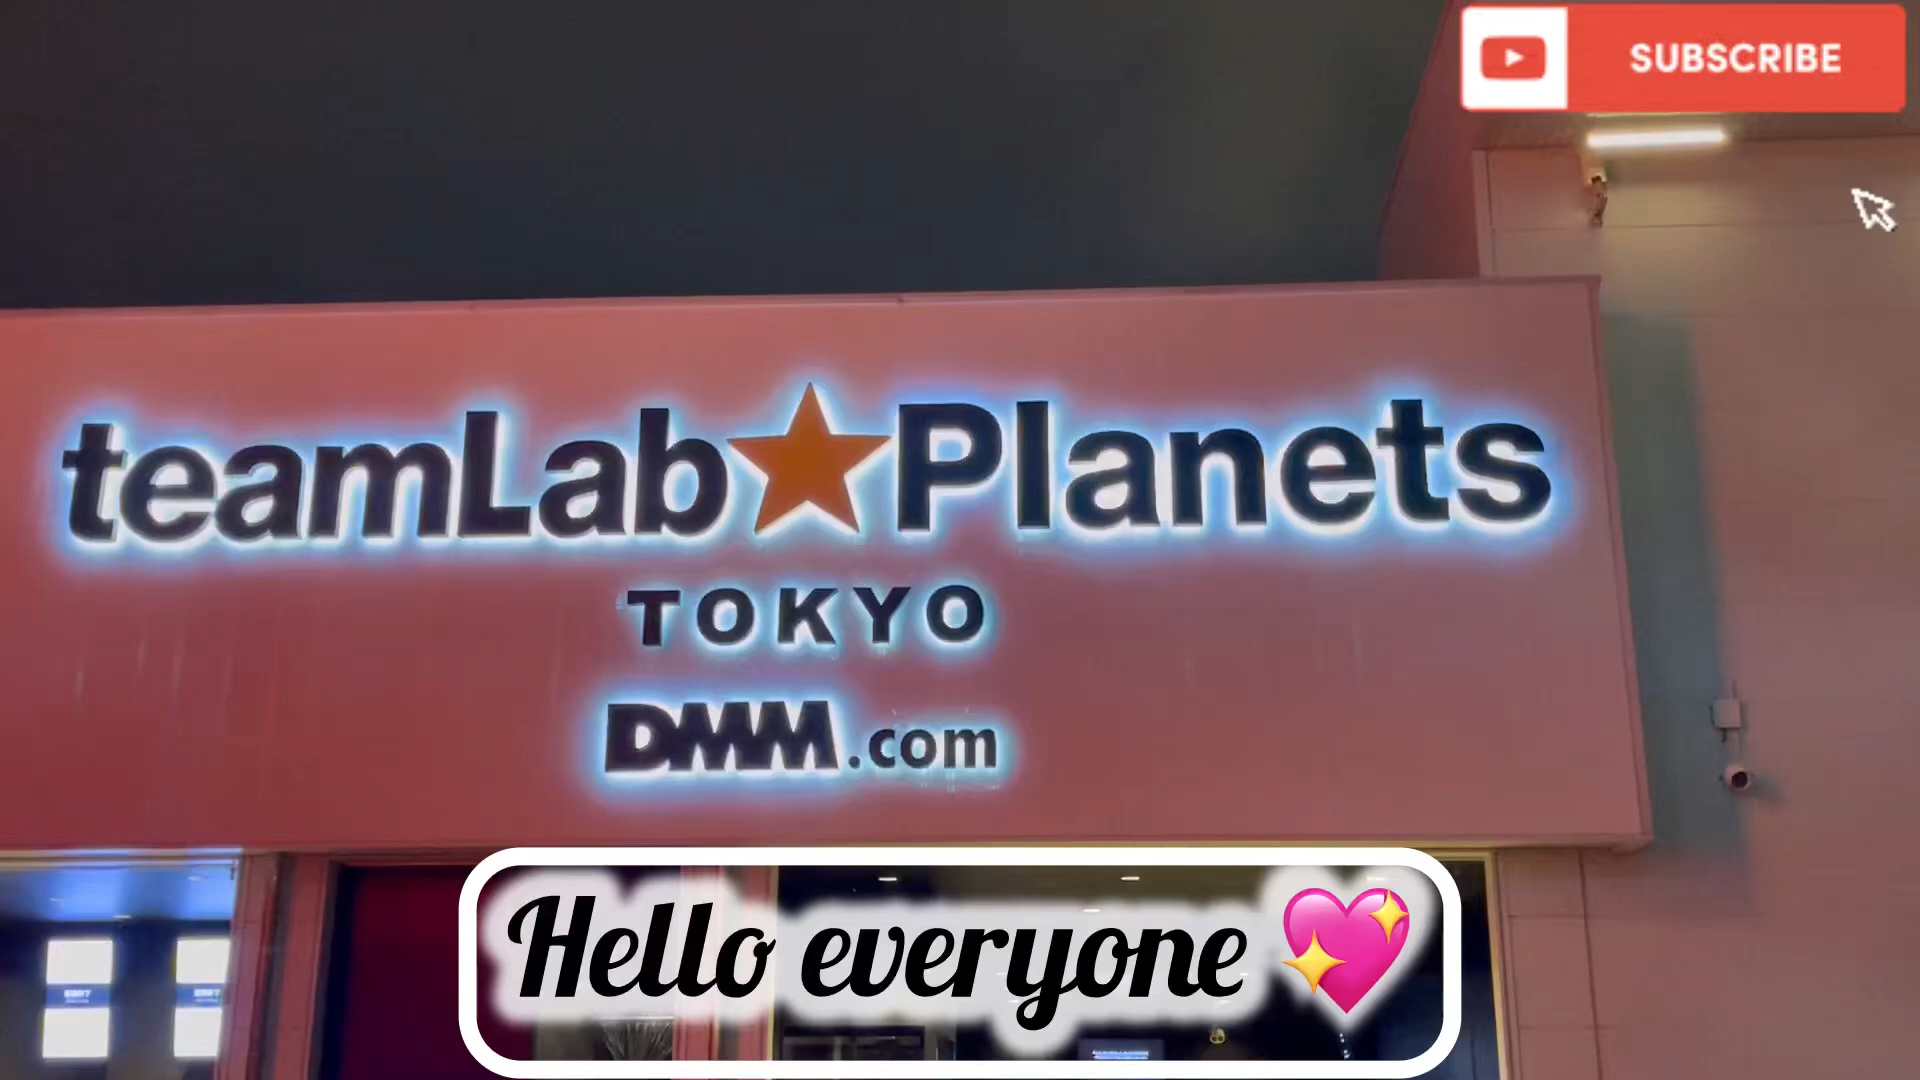 SUBSCRIBE
teamLab★Planets
TOKYO
DMM.com
Hello everyone 💖